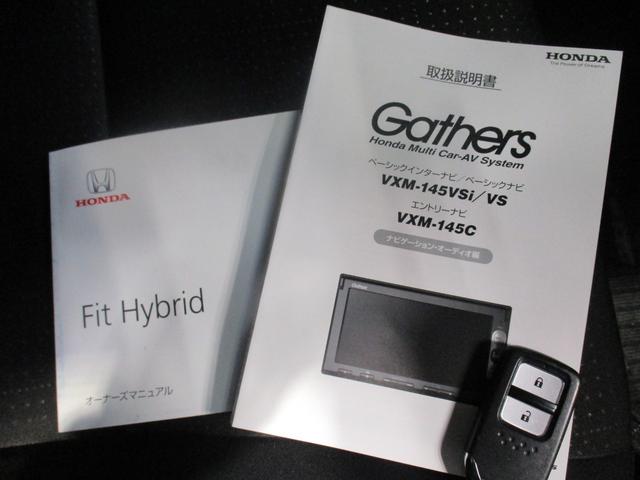 HONDA
Fit Hybrid
オーナーズマニュアル
HONDA
The Power of Dreams
取扱説明書
Gathers
Honda Multi Car-AV System
ベーシックインターナビ/ベーシックナビ
VXM-145VSi/VS
エントリーナビ
VXM-145C
ナビゲーション・オーディオ編
Gathers